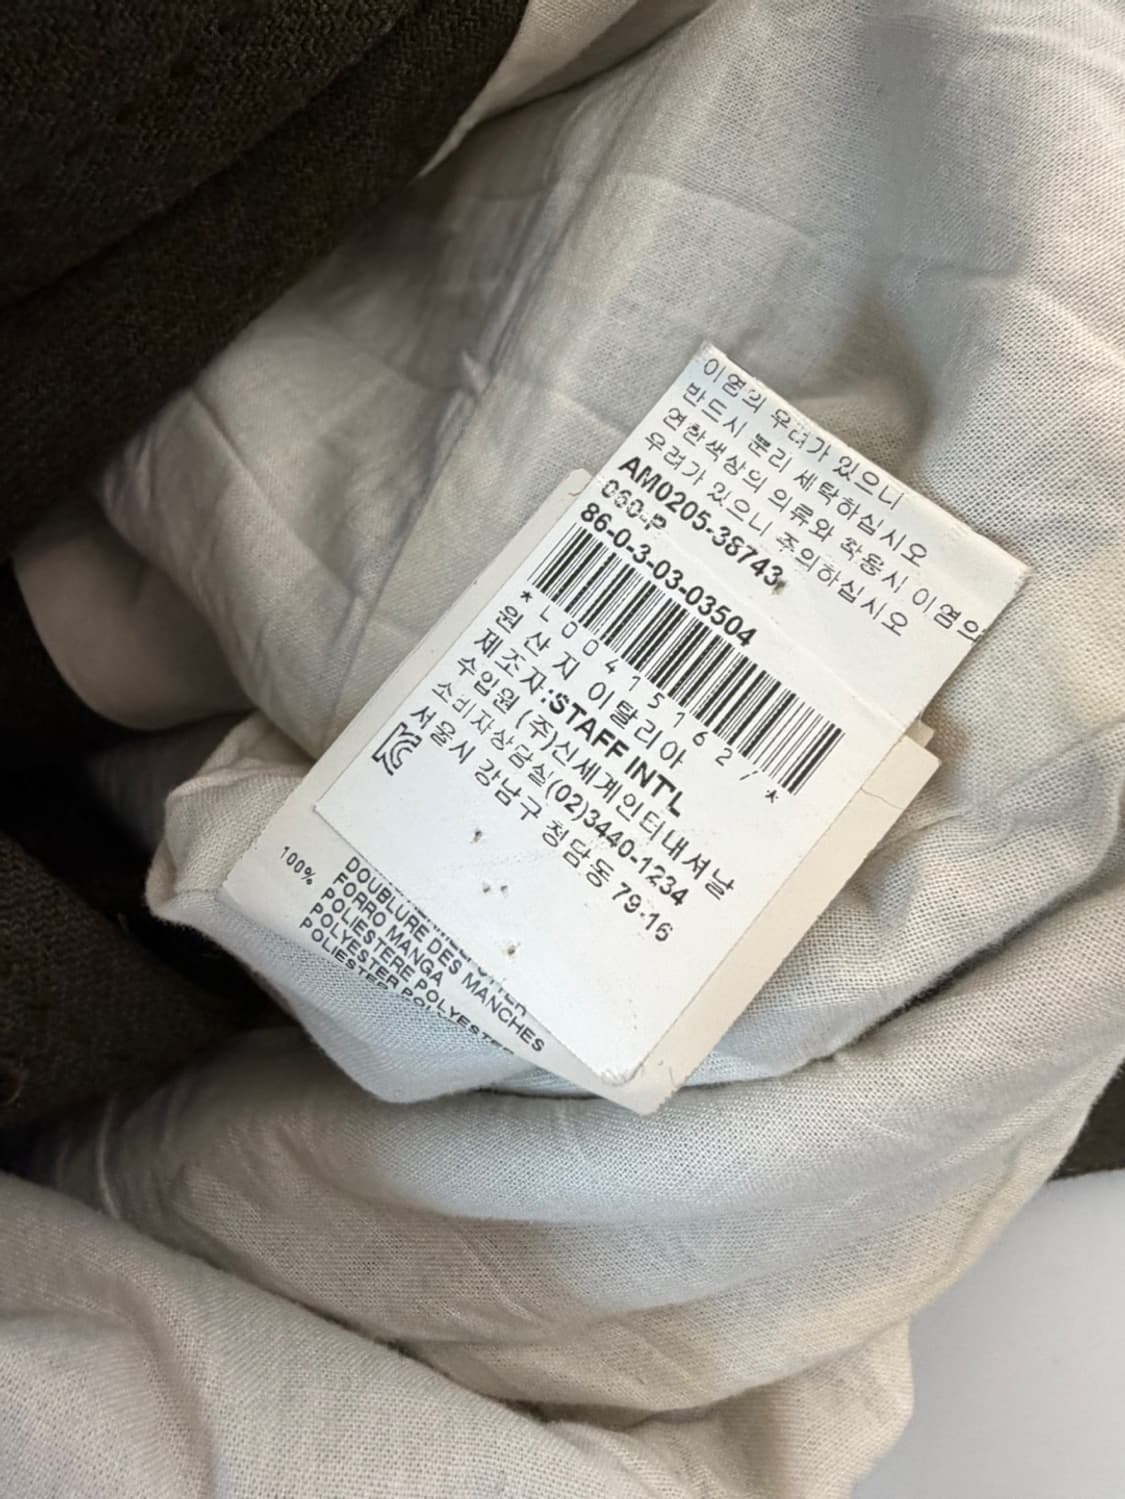 이염의 우려가 있으니
반드시 분리 세탁하십시오
연한색상의 의류와 착용시 이염의
우려가 있으니 주의하십시오
AM0205-38743
060-P
86-0-3-03-03504
*L00415162/*
원 산 지 이탈리아
제조자:STAFF INT'L
수입원 (주)신세계인터내셔날
소비자상담실(02)3440-1234
서울시 강남구 청담동 79-16
100%
DOUBLURE DES MANCHES
FORRO MANGA
POLIESTERE POLYESTER
POLYESTER
POLIESTER POLYESTER